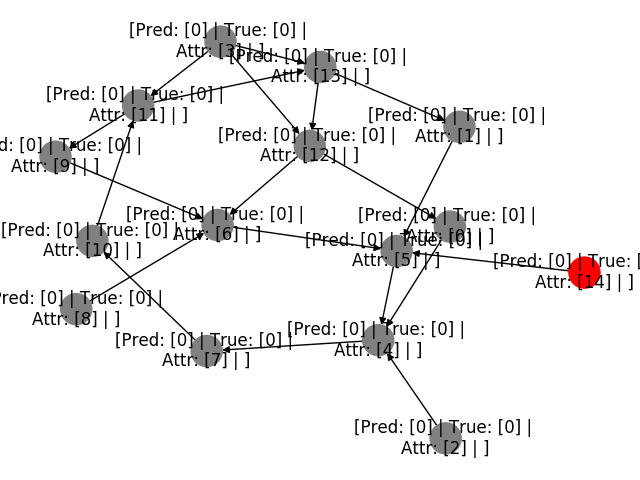 [Pred: [0] | True: [0] |
Attr: [3] | ]
[Pred: [0] | True: [0] |
Attr: [13] | ]
[Pred: [0] | True: [0] |
Attr: [11] | ]
[Pred: [0] | True: [0] |
Attr: [1] | ]
[Pred: [0] | True: [0] |
Attr: [12] | ]
d: [0] | True: [0] |
Attr: [9] | ]
[Pred: [0] | True: [0] |
Attr: [6] | ]
[Pred: [0] | True: [0] |
Attr: [0] | ]
[Pred: [0] | True: [0] |
Attr: [10] | ]
[Pred: [0] | True: [0] |
Attr: [5] | ]
[Pred: [0] | True: [
Attr: [14] | ]
red: [0] | True: [0] |
Attr: [8] | ]
[Pred: [0] | True: [0] |
Attr: [4] | ]
[Pred: [0] | True: [0] |
Attr: [7] | ]
[Pred: [0] | True: [0] |
Attr: [2] | ]